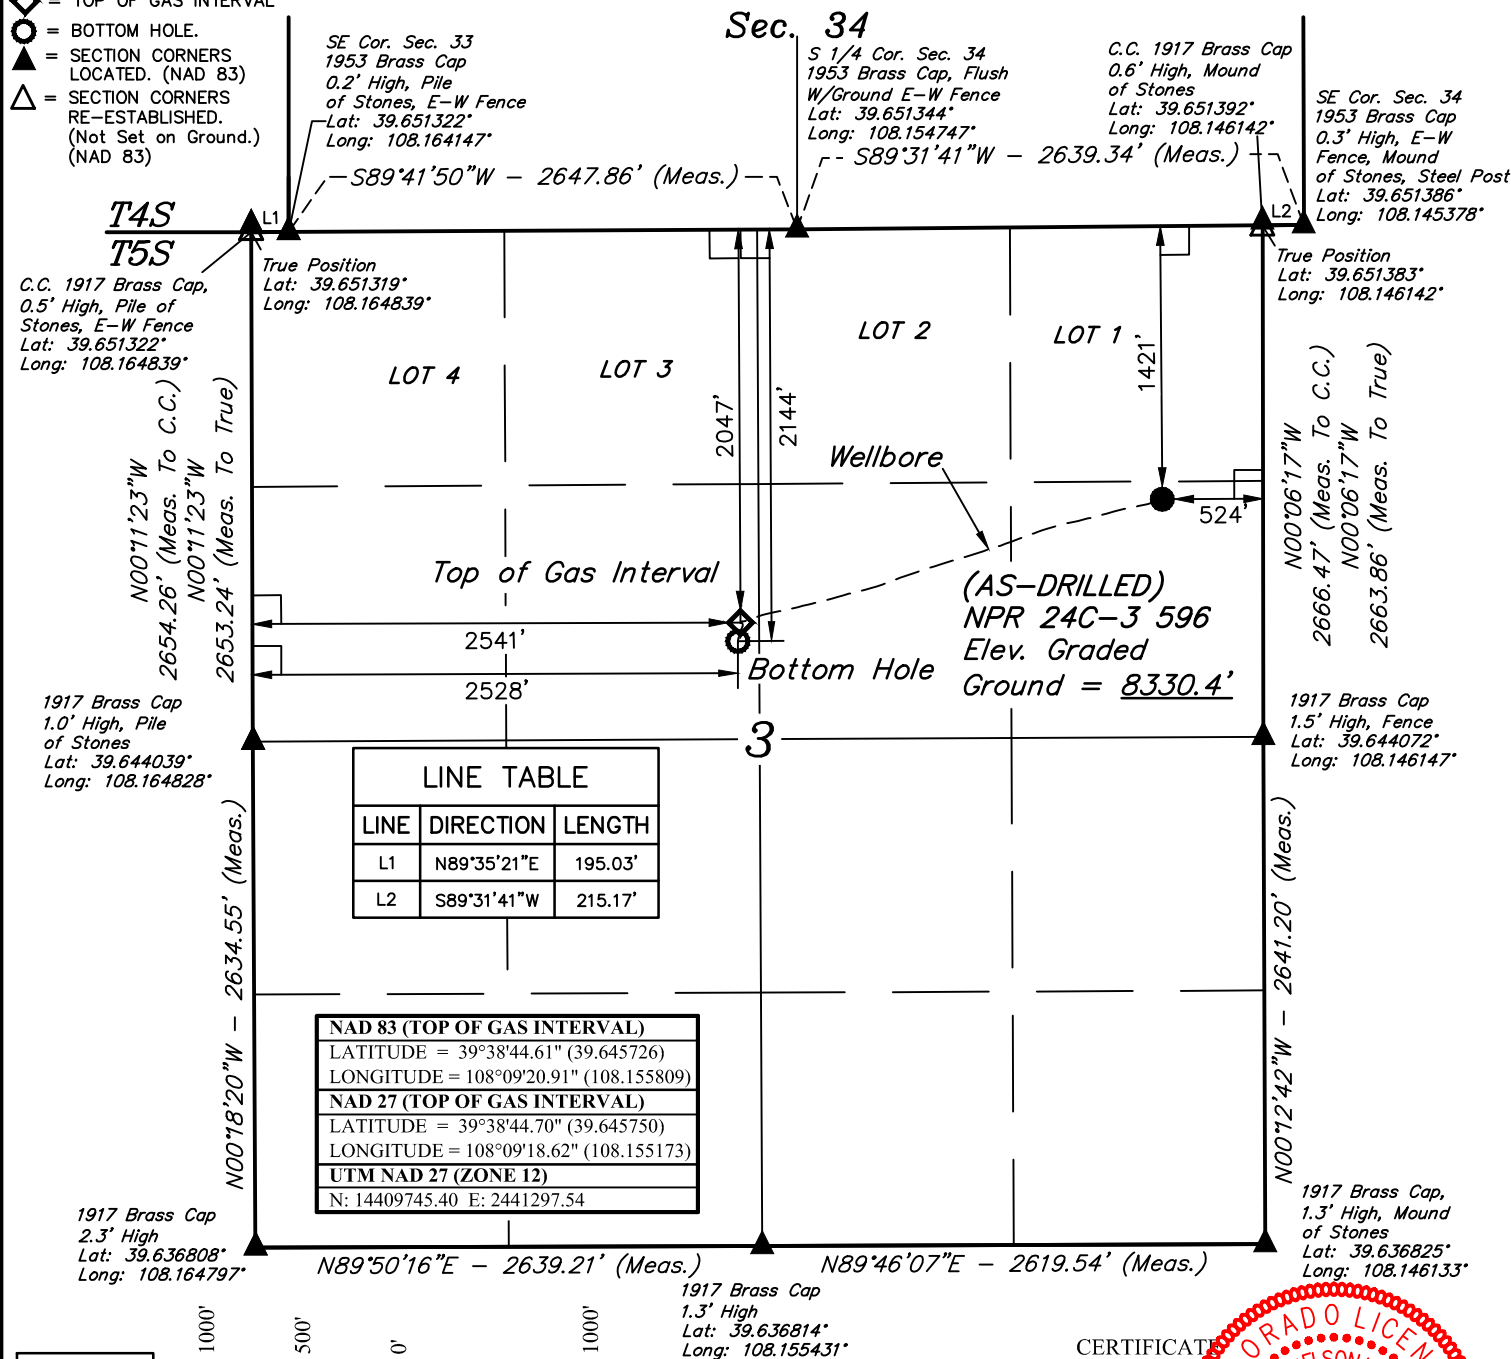 = TOP OF GAS INTERVAL
= BOTTOM HOLE.
= SECTION CORNERS
LOCATED. (NAD 83)
= SECTION CORNERS
RE-ESTABLISHED.
(Not Set on Ground.)
(NAD 83)
Sec. 34
SE Cor. Sec. 33
1953 Brass Cap
0.2' High, Pile
of Stones, E-W Fence
Lat: 39.651322°
Long: 108.164147°
S 1/4 Cor. Sec. 34
1953 Brass Cap, Flush
W/Ground E-W Fence
Lat: 39.651344°
Long: 108.154747°
C.C. 1917 Brass Cap
0.6' High, Mound
of Stones
Lat: 39.651392°
Long: 108.146142°
SE Cor. Sec. 34
1953 Brass Cap
0.3' High, E-W
Fence, Mound
of Stones, Steel Post
Lat: 39.651386°
Long: 108.145378°
S89°41'50"W - 2647.86' (Meas.)
S89°31'41"W - 2639.34' (Meas.)
T4S
T5S
L1
L2
C.C. 1917 Brass Cap,
0.5' High, Pile of
Stones, E-W Fence
Lat: 39.651322°
Long: 108.164839°
True Position
Lat: 39.651319°
Long: 108.164839°
True Position
Lat: 39.651383°
Long: 108.146142°
LOT 4
LOT 3
LOT 2
LOT 1
N00°11'23"W
2654.26' (Meas. To C.C.)
N00°11'23"W
2653.24' (Meas. To True)
2047'
2144'
1421'
524'
Wellbore
N00°06'17"W
2666.47' (Meas. To C.C.)
N00°06'17"W
2663.86' (Meas. To True)
Top of Gas Interval
2541'
2528'
Bottom Hole
(AS-DRILLED)
NPR 24C-3 596
Elev. Graded
Ground = 8330.4'
1917 Brass Cap
1.0' High, Pile
of Stones
Lat: 39.644039°
Long: 108.164828°
1917 Brass Cap
1.5' High, Fence
Lat: 39.644072°
Long: 108.146147°
3
LINE TABLE
LINE DIRECTION LENGTH
L1 N89°35'21"E 195.03'
L2 S89°31'41"W 215.17'
N00°18'20"W - 2634.55' (Meas.)
N00°12'42"W - 2641.20' (Meas.)
NAD 83 (TOP OF GAS INTERVAL)
LATITUDE = 39°38'44.61" (39.645726)
LONGITUDE = 108°09'20.91" (108.155809)
NAD 27 (TOP OF GAS INTERVAL)
LATITUDE = 39°38'44.70" (39.645750)
LONGITUDE = 108°09'18.62" (108.155173)
UTM NAD 27 (ZONE 12)
N: 14409745.40 E: 2441297.54
1917 Brass Cap
2.3' High
Lat: 39.636808°
Long: 108.164797°
N89°50'16"E - 2639.21' (Meas.)
N89°46'07"E - 2619.54' (Meas.)
1917 Brass Cap
1.3' High
Lat: 39.636814°
Long: 108.155431°
1917 Brass Cap,
1.3' High, Mound
of Stones
Lat: 39.636825°
Long: 108.146133°
1000'
500'
0'
1000'
CERTIFICATE
ORADO LICEN
ELSON